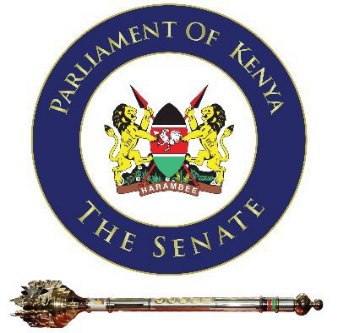 PARLIAMENT OF KENYA
HARAMBEE
THE SENATE